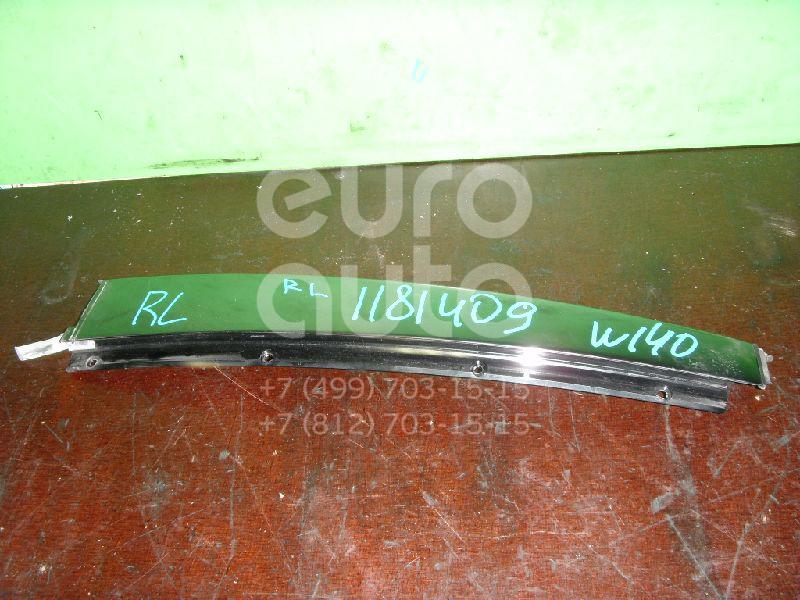 euro
auto
RL RL 1181409 W140
+7 (499) 703-15-15
+7 (812) 703-15-15